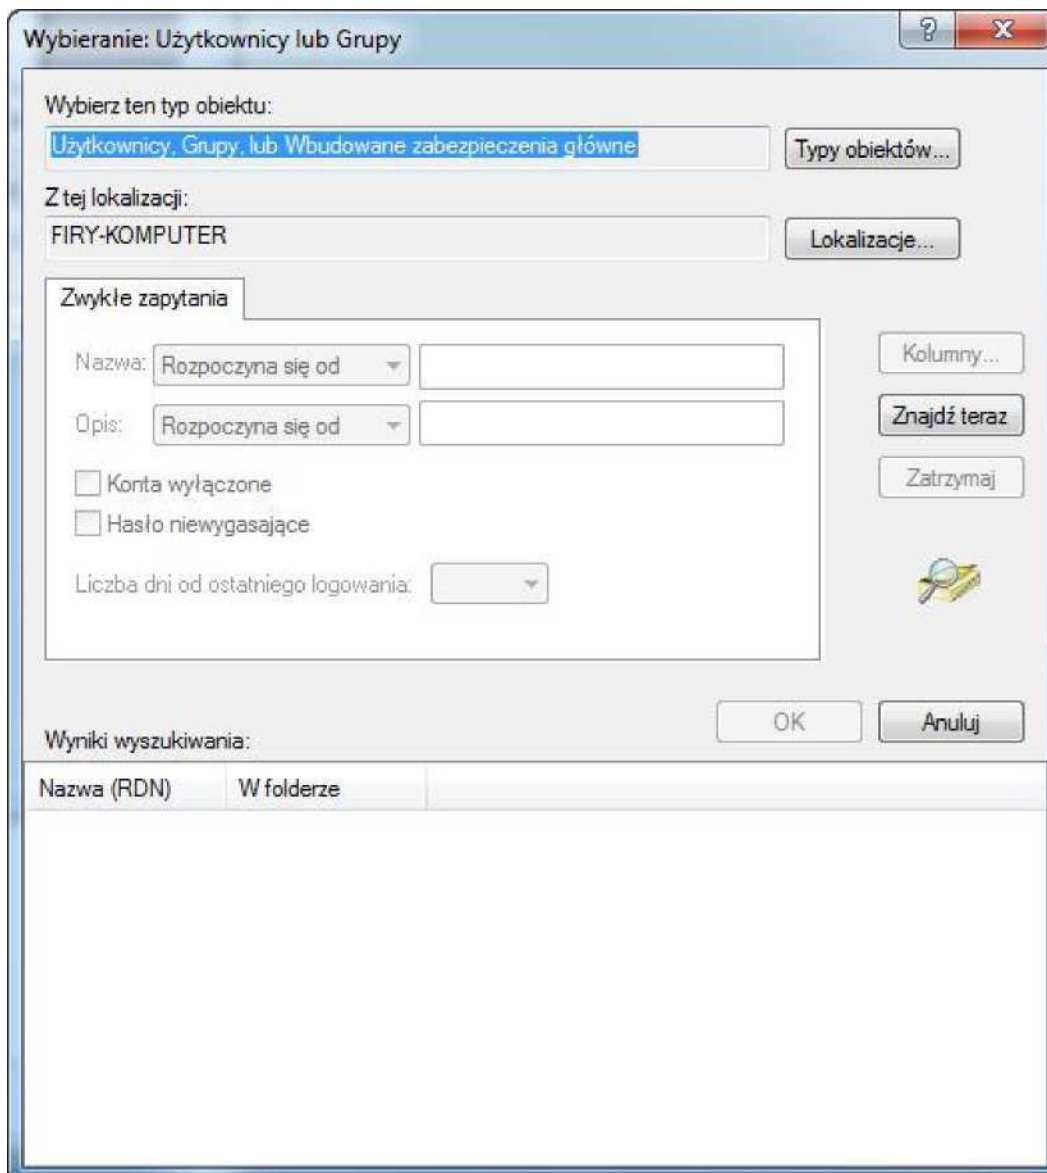 Wybieranie: Użytkownicy lub Grupy
Wybierz ten typ obiektu:
Użytkownicy, Grupy, lub Wbudowane zabezpieczenia główne
Typy obiektów...
Z tej lokalizacji:
FIRY-KOMPUTER
Lokalizacje...
Zwykłe zapytania
Nazwa: Rozpoczyna się od
Kolumny...
Opis: Rozpoczyna się od
Znajdź teraz
Konta wyłączone
Zatrzymaj
Hasło niewygasające
Liczba dni od ostatniego logowania:
OK Anuluj
Wyniki wyszukiwania:
Nazwa (RDN) W folderze